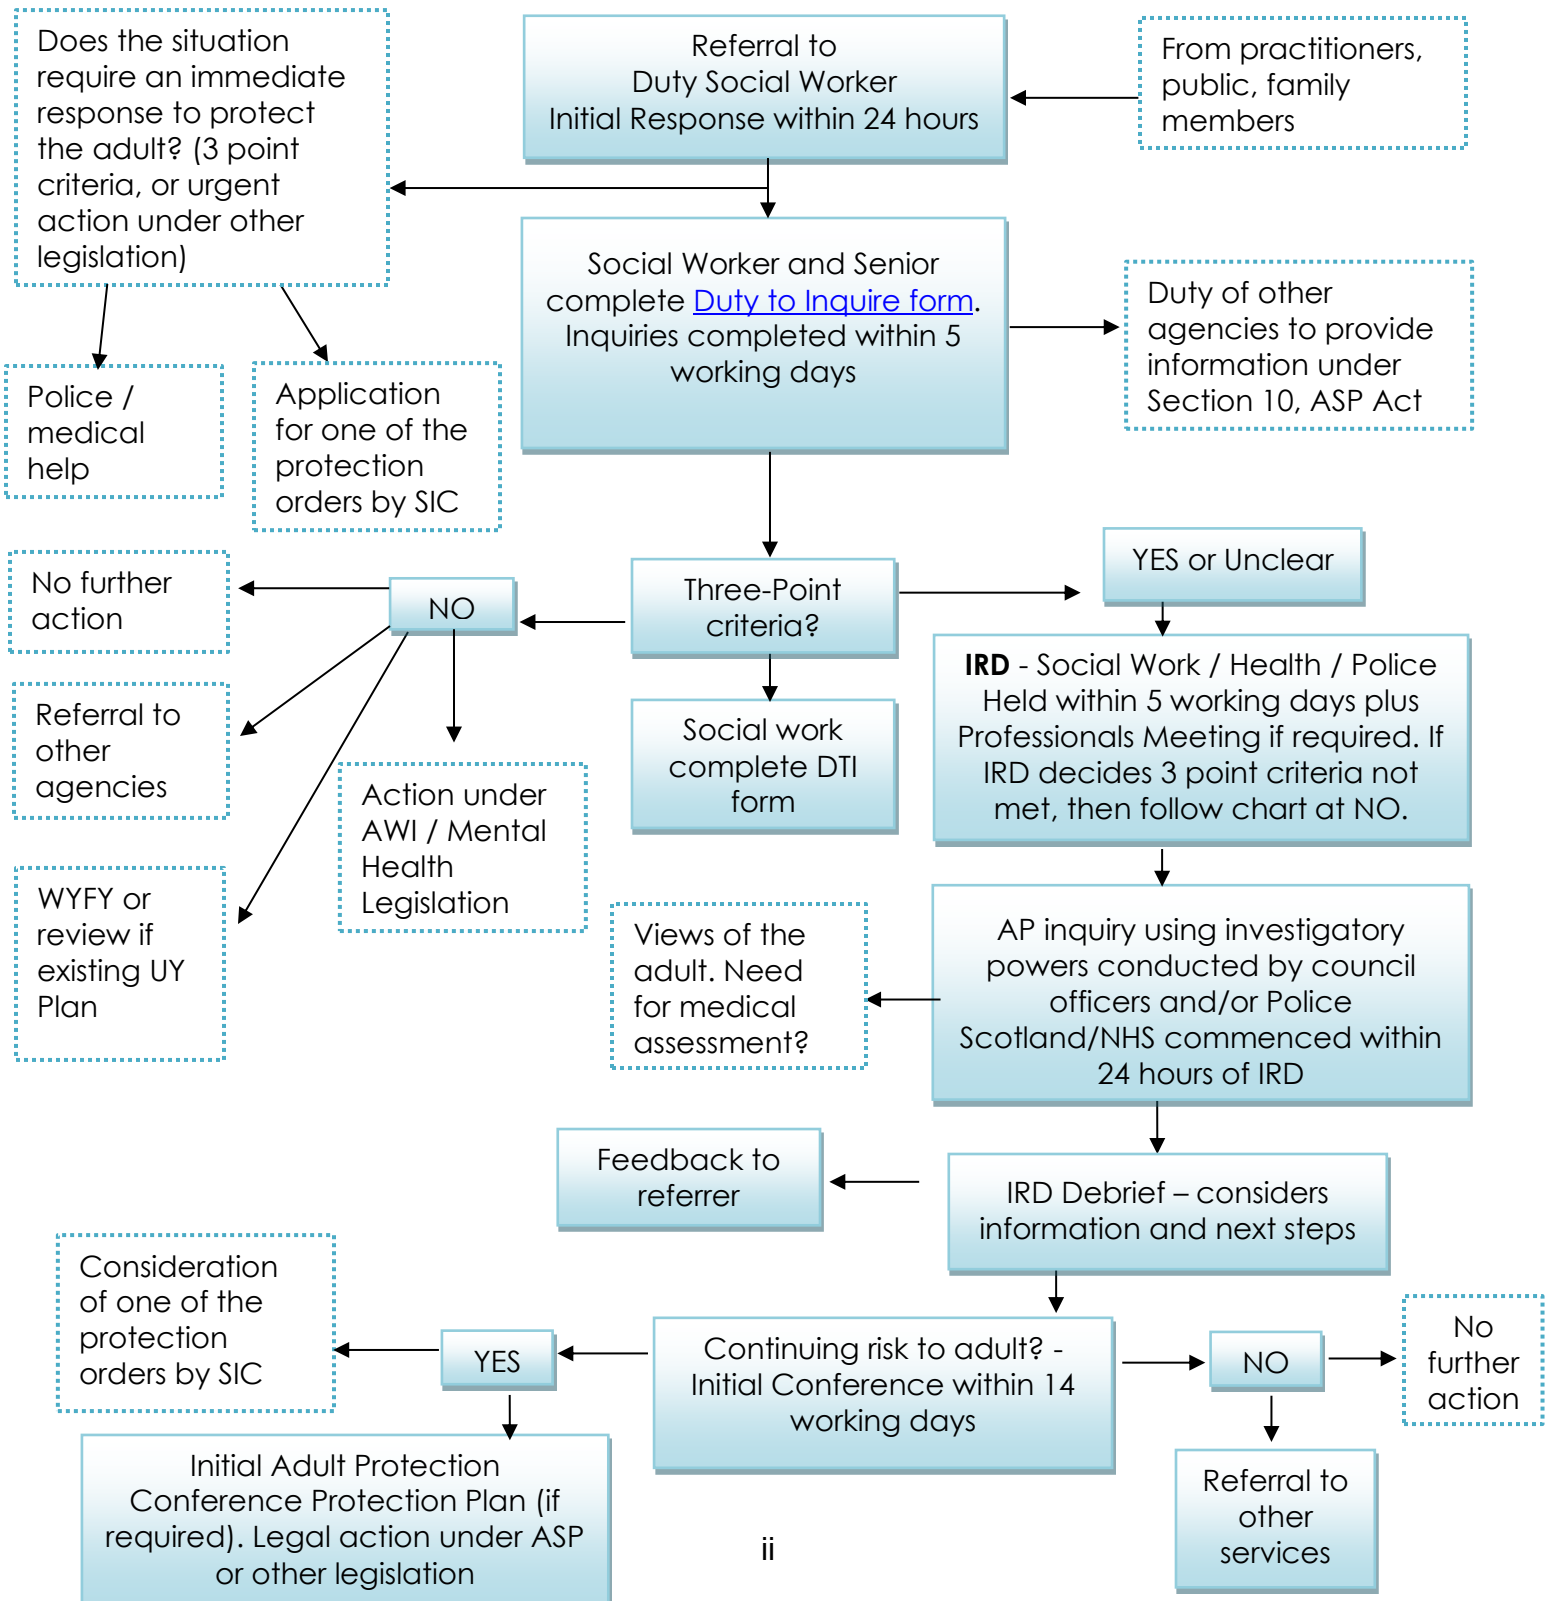 Does the situation
require an immediate
response to protect
the adult? (3 point
criteria, or urgent
action under other
legislation)
Referral to
Duty Social Worker
Initial Response within 24 hours
From practitioners,
public, family
members
Social Worker and Senior
complete Duty to Inquire form.
Inquiries completed within 5
working days
Duty of other
agencies to provide
information under
Section 10, ASP Act
Police /
medical
help
Application
for one of the
protection
orders by SIC
No further
action
NO
Three-Point
criteria?
YES or Unclear
Referral to
other
agencies
Action under
AWI / Mental
Health
Legislation
Social work
complete DTI
form
IRD - Social Work / Health / Police
Held within 5 working days plus
Professionals Meeting if required. If
IRD decides 3 point criteria not
met, then follow chart at NO.
WYFY or
review if
existing UY
Plan
Views of the
adult. Need
for medical
assessment?
AP inquiry using investigatory
powers conducted by council
officers and/or Police
Scotland/NHS commenced within
24 hours of IRD
Feedback to
referrer
IRD Debrief – considers
information and next steps
Consideration
of one of the
protection
orders by SIC
YES
Continuing risk to adult? -
Initial Conference within 14
working days
NO
No
further
action
Initial Adult Protection
Conference Protection Plan (if
required). Legal action under ASP
or other legislation
Referral to
other
services
ii